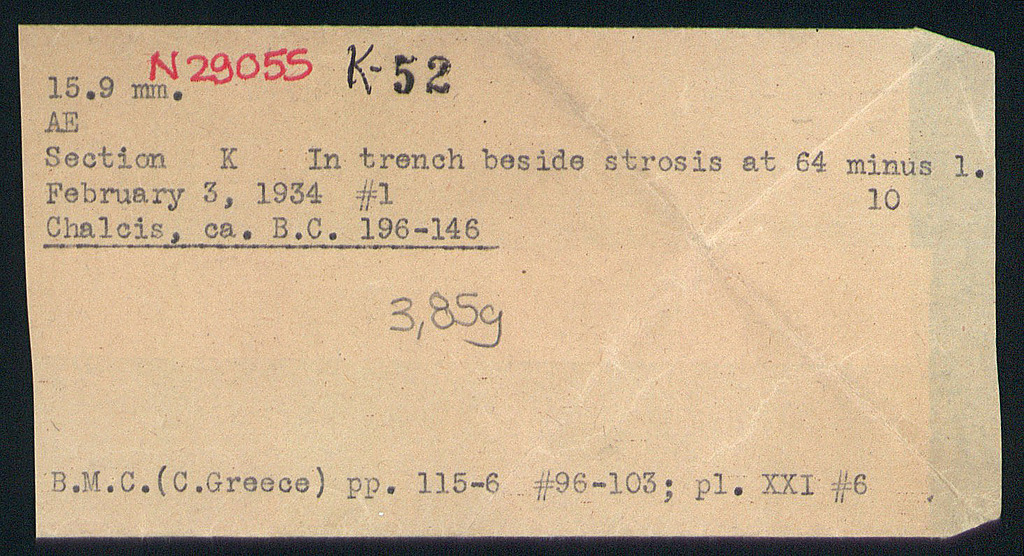 N29055 K-52
15.9 mm.
AE
Section K In trench beside strosis at 64 minus 1.
February 3, 1934 #1 10
Chalcis, ca. B.C. 196-146
3,85g
B.M.C.(C.Greece) pp. 115-6 #96-103; pl. XXI #6